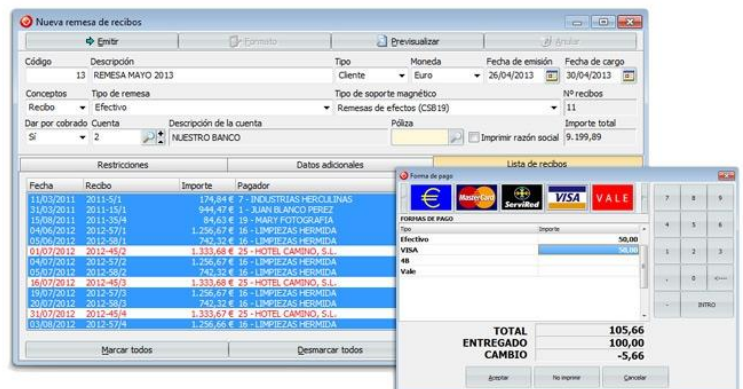 Nueva remesa de recibos
Emitir Formato Previsualizar Anular
Código Descripción Tipo Moneda Fecha de emisión Fecha de cargo
13 REMESA MAYO 2013 Cliente Euro 26/04/2013 30/04/2013
Conceptos Tipo de remesa Tipo de soporte magnético Nº recibos
Recibo Efectivo Remesas de efectos (CSB19) 11
Dar por cobrado Cuenta Descripción de la cuenta Póliza Importe total
Sí 2 NUESTRO BANCO Imprimir razón social 9.199,89
Restricciones Datos adicionales Lista de recibos
Fecha Recibo Importe Pagador
11/03/2011 2011-5/1 174,84 € 7 - INDUSTRIAS HERCULINAS
31/03/2011 2011-15/1 944,47 € 1 - JUAN BLANCO PEREZ
15/08/2011 2011-35/4 84,63 € 19 - MARY FOTOGRAFIA
04/06/2012 2012-57/1 1.256,67 € 16 - LIMPIEZAS HERMIDA
05/06/2012 2012-58/1 742,32 € 16 - LIMPIEZAS HERMIDA
01/07/2012 2012-45/2 1.333,68 € 25 - HOTEL CAMINO, S.L.
04/07/2012 2012-57/2 1.256,67 € 16 - LIMPIEZAS HERMIDA
05/07/2012 2012-58/2 742,32 € 16 - LIMPIEZAS HERMIDA
16/07/2012 2012-45/3 1.333,68 € 25 - HOTEL CAMINO, S.L.
19/07/2012 2012-57/3 1.256,67 € 16 - LIMPIEZAS HERMIDA
20/07/2012 2012-58/3 742,32 € 16 - LIMPIEZAS HERMIDA
31/07/2012 2012-45/4 1.333,67 € 25 - HOTEL CAMINO, S.L.
03/08/2012 2012-57/4 1.256,66 € 16 - LIMPIEZAS HERMIDA
Marcar todos Desmarcar todos
Forma de pago
€ MasterCard ServiRed VISA VALE
FORMAS DE PAGO
Tipo Importe
Efectivo 50,00
VISA 50,00
4B
Vale
TOTAL 105,66
ENTREGADO 100,00
CAMBIO -5,66
Aceptar No imprimir Cancelar
7 8 9
4 5 6
1 2 3
, 0 <----
- INTRO